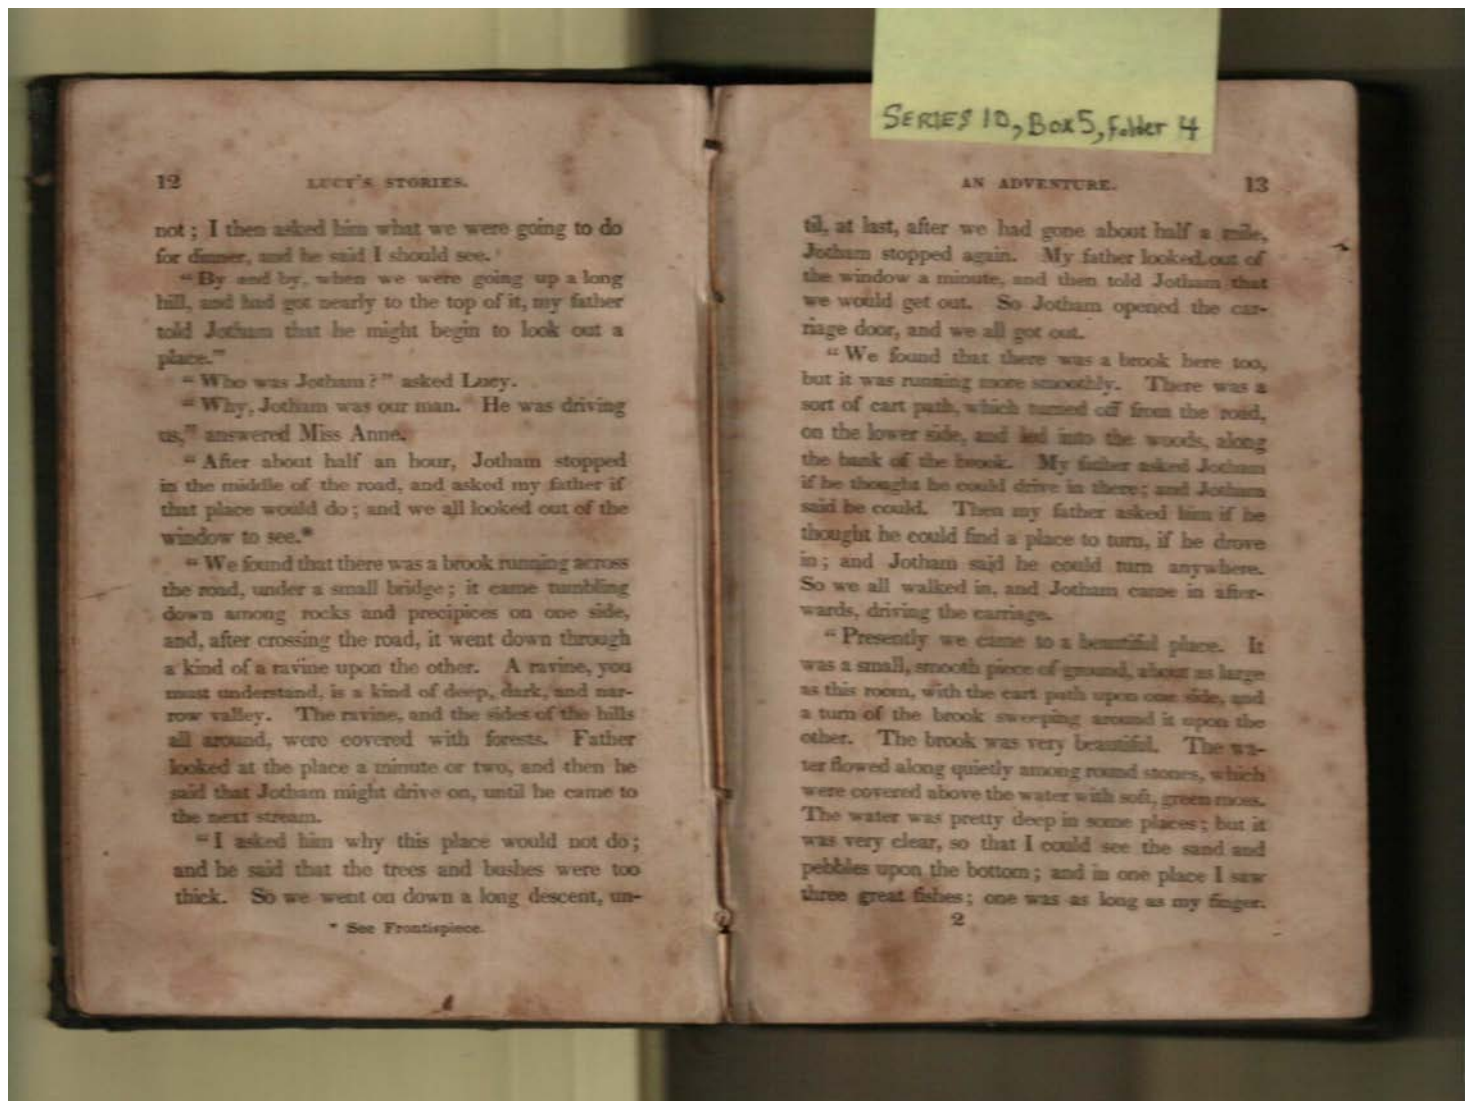 SERIES 10, Box 5, Folder 4
12 LUCY'S STORIES.
not; I then asked him what we were going to do
for dinner, and he said I should see.
“By and by, when we were going up a long
hill, and had got nearly to the top of it, my father
told Jotham that he might begin to look out a
place.”
“Who was Jotham?” asked Lucy.
“Why, Jotham was our man. He was driving
us,” answered Miss Anne.
“After about half an hour, Jotham stopped
in the middle of the road, and asked my father if
that place would do; and we all looked out of the
window to see.*
“We found that there was a brook running across
the road, under a small bridge; it came tumbling
down among rocks and precipices on one side,
and, after crossing the road, it went down through
a kind of a ravine upon the other. A ravine, you
must understand, is a kind of deep, dark, and nar-
row valley. The ravine, and the sides of the hills
all around, were covered with forests. Father
looked at the place a minute or two, and then he
said that Jotham might drive on, until he came to
the next stream.
“I asked him why this place would not do;
and he said that the trees and bushes were too
thick. So we went on down a long descent, un-
* See Frontispiece.
AN ADVENTURE. 13
til, at last, after we had gone about half a mile,
Jotham stopped again. My father looked out of
the window a minute, and then told Jotham that
we would get out. So Jotham opened the car-
riage door, and we all got out.
“We found that there was a brook here too,
but it was running more smoothly. There was a
sort of cart path, which turned off from the road,
on the lower side, and led into the woods, along
the bank of the brook. My father asked Jotham
if he thought he could drive in there; and Jotham
said he could. Then my father asked him if he
thought he could find a place to turn, if he drove
in; and Jotham said he could turn anywhere.
So we all walked in, and Jotham came in after-
wards, driving the carriage.
“Presently we came to a beautiful place. It
was a small, smooth piece of ground, about as large
as this room, with the cart path upon one side, and
a turn of the brook sweeping around it upon the
other. The brook was very beautiful. The wa-
ter flowed along quietly among round stones, which
were covered above the water with soft, green moss.
The water was pretty deep in some places; but it
was very clear, so that I could see the sand and
pebbles upon the bottom; and in one place I saw
three great fishes; one was as long as my finger.
2